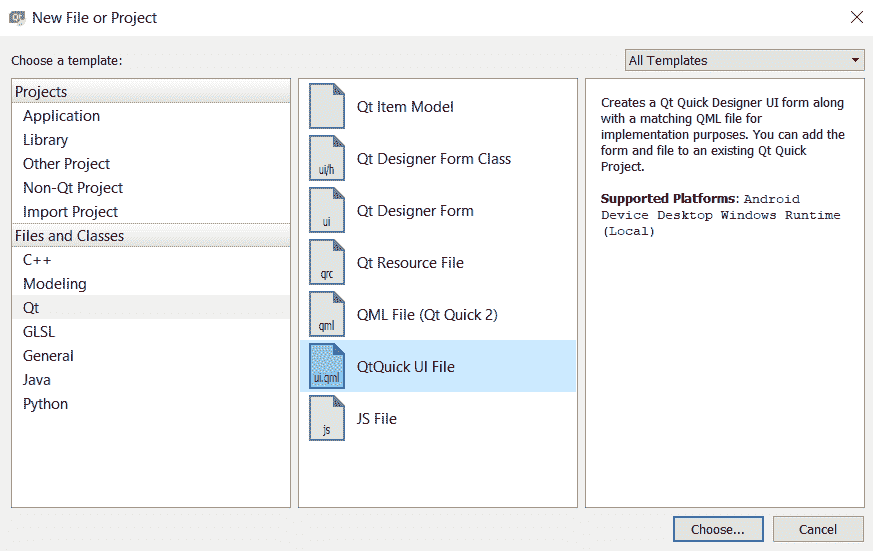 Qt New File or Project
Choose a template:
All Templates
Projects
Application
Library
Other Project
Non-Qt Project
Import Project
Files and Classes
C++
Modeling
Qt
GLSL
General
Java
Python
Qt Item Model
ui/h Qt Designer Form Class
ui Qt Designer Form
qrc Qt Resource File
qml QML File (Qt Quick 2)
ui.qml QtQuick UI File
js JS File
Creates a Qt Quick Designer UI form along
with a matching QML file for
implementation purposes. You can add the
form and file to an existing Qt Quick
Project.
Supported Platforms: Android
Device Desktop Windows Runtime
(Local)
Choose...
Cancel